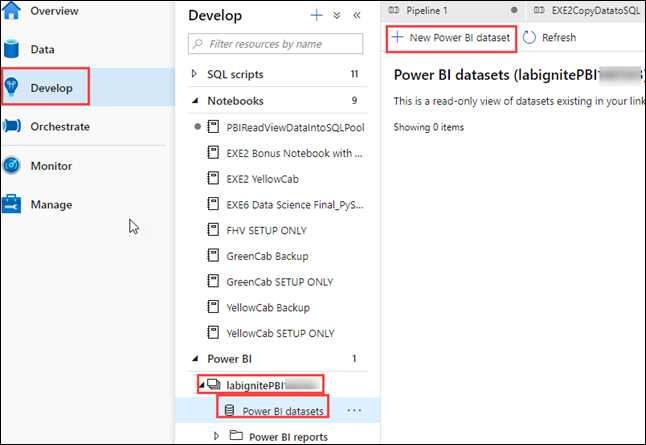 Overview
Data
Develop
Orchestrate
Monitor
Manage
Develop
Filter resources by name
SQL scripts 11
Notebooks 9
PBIReadViewDataIntoSQLPool
EXE2 Bonus Notebook with ...
EXE2 YellowCab
EXE6 Data Science Final_PyS...
FHV SETUP ONLY
GreenCab Backup
GreenCab SETUP ONLY
YellowCab Backup
YellowCab SETUP ONLY
Power BI 1
labignitePBI
Power BI datasets ...
Power BI reports
Pipeline 1 EXE2CopyDatatoSQL
New Power BI dataset Refresh
Power BI datasets (labignitePBI
This is a read-only view of datasets existing in your link
Showing 0 items